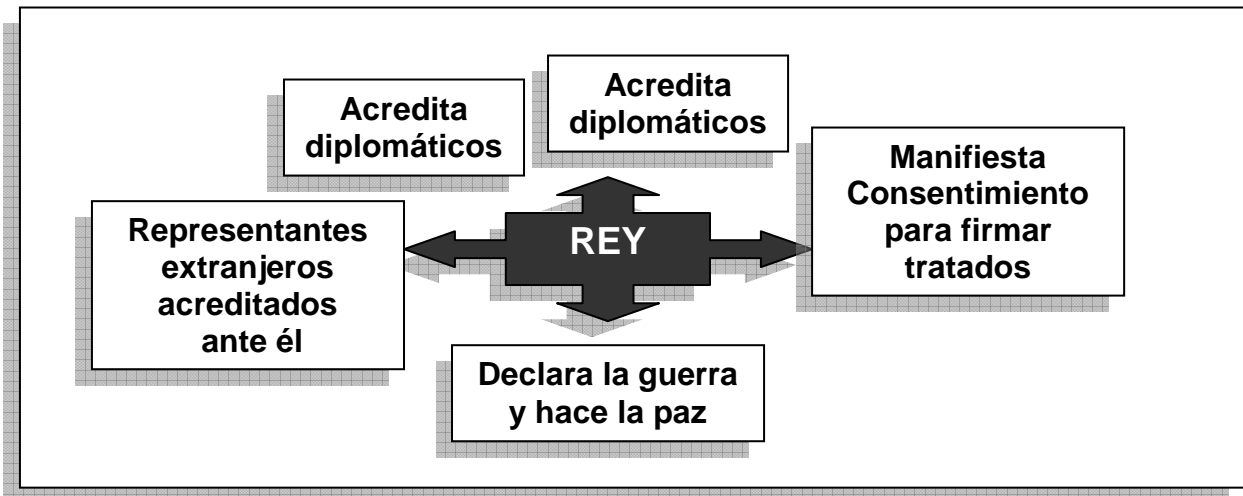 Acredita
diplomáticos
Acredita
diplomáticos
Manifiesta
Consentimiento
para firmar
tratados
Representantes
extranjeros
acreditados
ante él
REY
Declara la guerra
y hace la paz